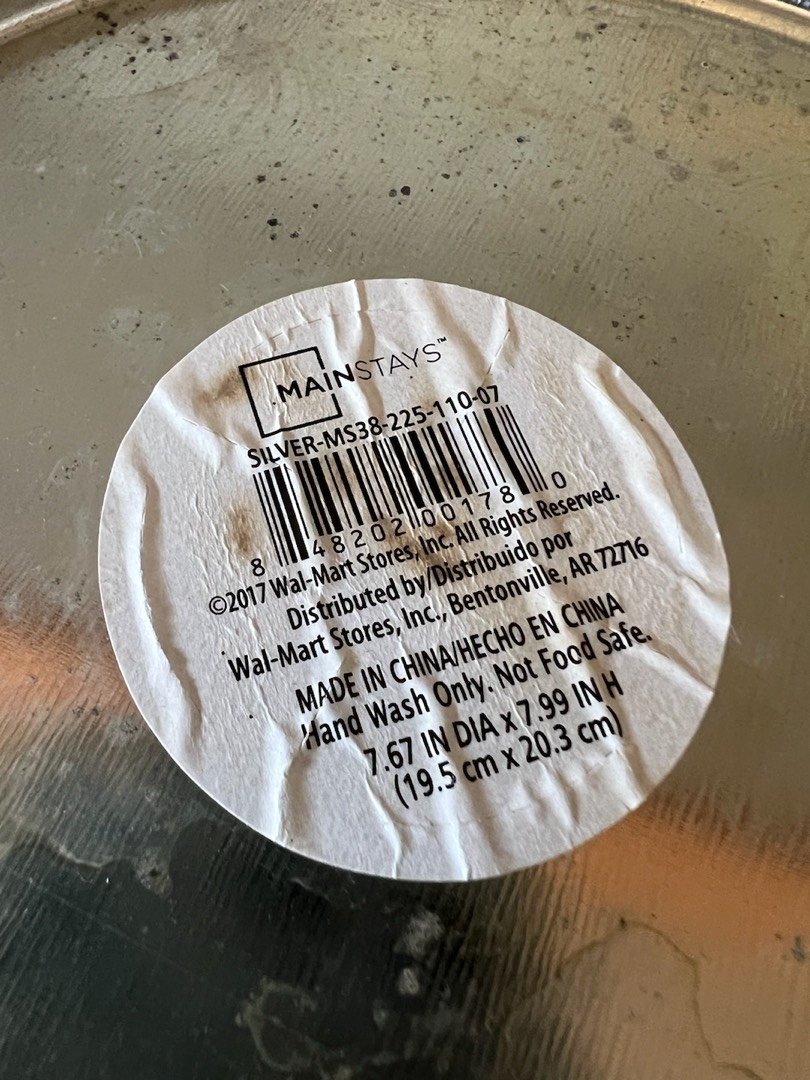 MAINSTAYS™
SILVER-MS38-225-110-07
8 48202 00178 0
©2017 Wal-Mart Stores, Inc. All Rights Reserved.
Distributed by/Distribuido por
Wal-Mart Stores, Inc., Bentonville, AR 72716
MADE IN CHINA/HECHO EN CHINA
Hand Wash Only. Not Food Safe.
7.67 IN DIA x 7.99 IN H
(19.5 cm x 20.3 cm)